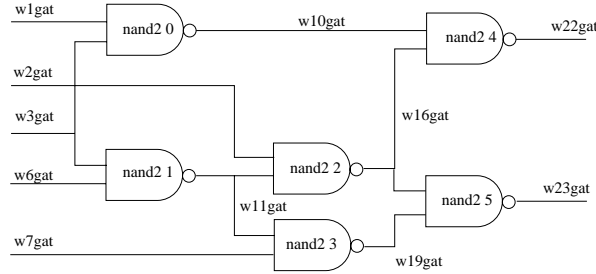 w1gat
nand2 0
w10gat
nand2 4
w22gat
w2gat
w3gat
w16gat
w6gat
nand2 1
nand2 2
w11gat
nand2 5
w23gat
w7gat
nand2 3
w19gat